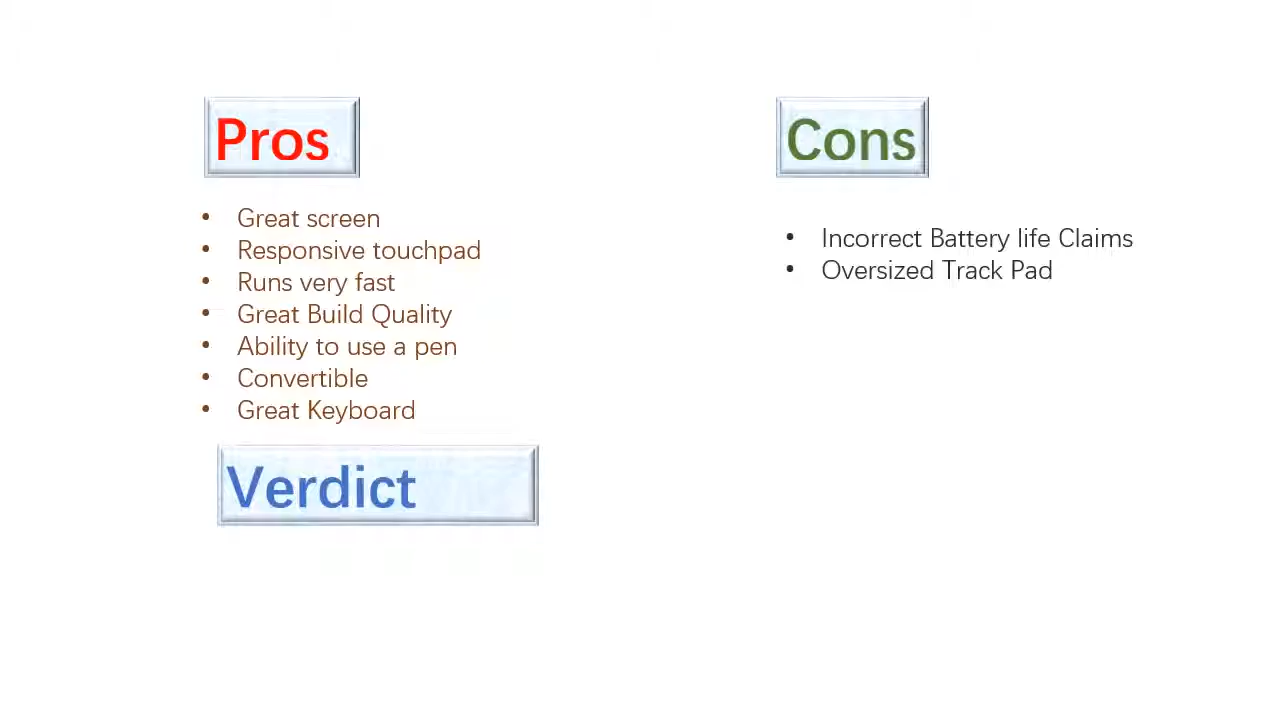 Pros
• Great screen
• Responsive touchpad
• Runs very fast
• Great Build Quality
• Ability to use a pen
• Convertible
• Great Keyboard
Cons
• Incorrect Battery life Claims
• Oversized Track Pad
Verdict